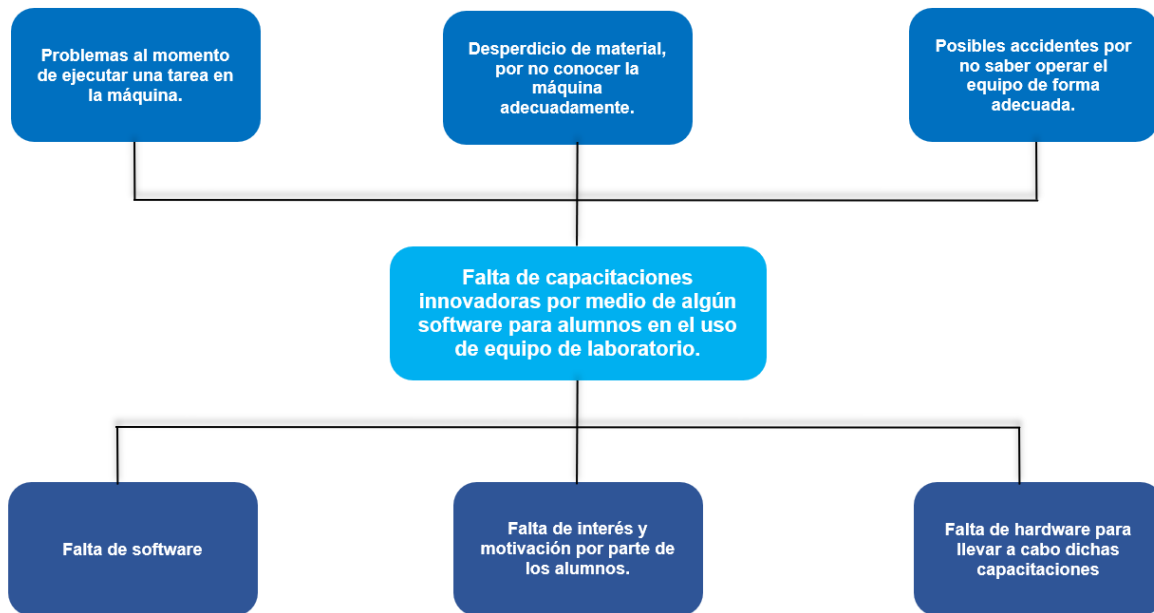 Problemas al momento
de ejecutar una tarea en
la máquina.
Desperdicio de material,
por no conocer la
máquina
adecuadamente.
Posibles accidentes por
no saber operar el
equipo de forma
adecuada.
Falta de capacitaciones
innovadoras por medio de algún
software para alumnos en el uso
de equipo de laboratorio.
Falta de software
Falta de interés y
motivación por parte de
los alumnos.
Falta de hardware para
llevar a cabo dichas
capacitaciones